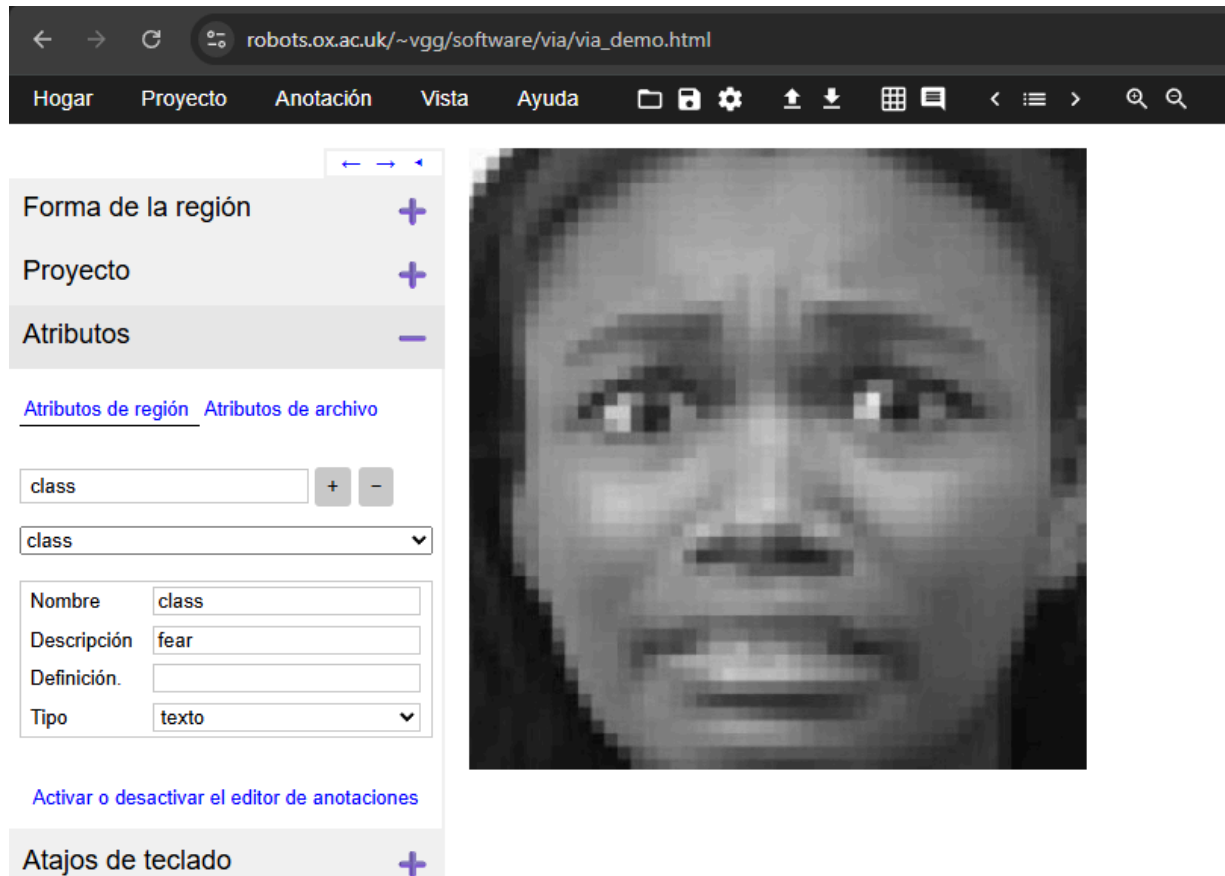 robots.ox.ac.uk/~vgg/software/via/via_demo.html
Hogar Proyecto Anotación Vista Ayuda
Forma de la región
Proyecto
Atributos
Atributos de región Atributos de archivo
class + −
class
Nombre class
Descripción fear
Definición.
Tipo texto
Activar o desactivar el editor de anotaciones
Atajos de teclado